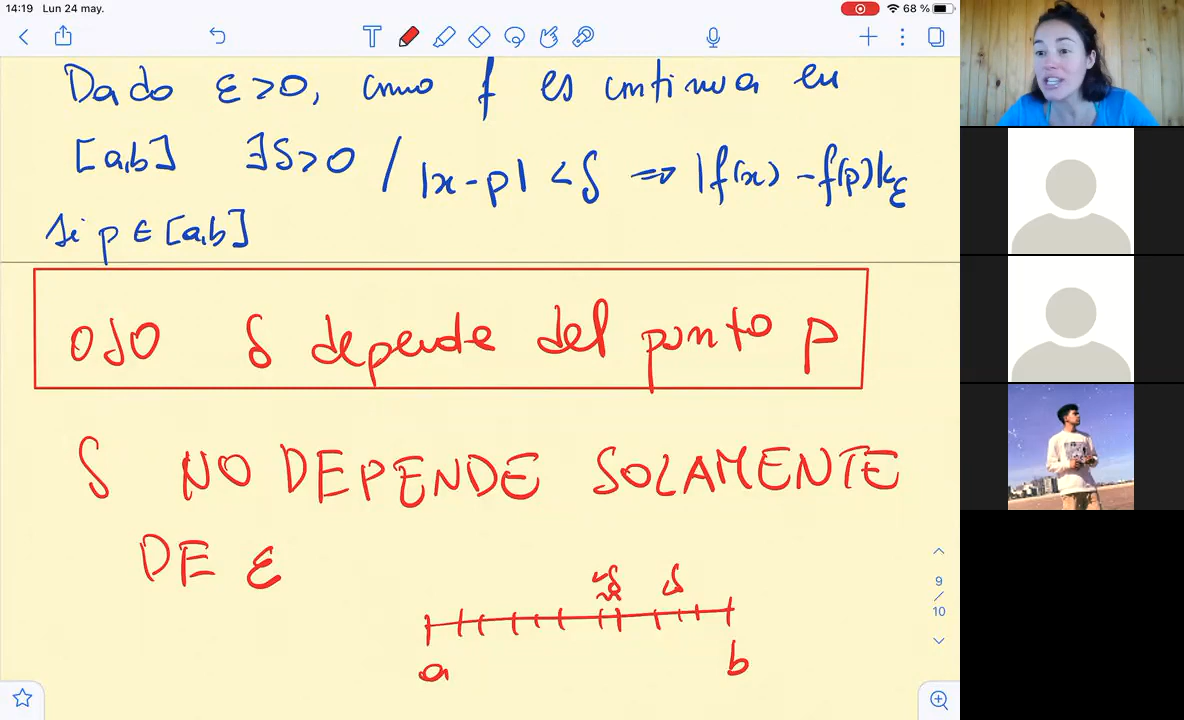 14:19 Lun 24 may. 68 %
Dado ε>0, como f es continua en
[a,b] ∃δ>0 / |x-p| <δ ⇒ |f(x) -f(p)|<ε
si p ∈ [a,b]
OJO δ depende del punto p
δ NO DEPENDE SOLAMENTE
DE ε
<δ δ
a b
9
/
10